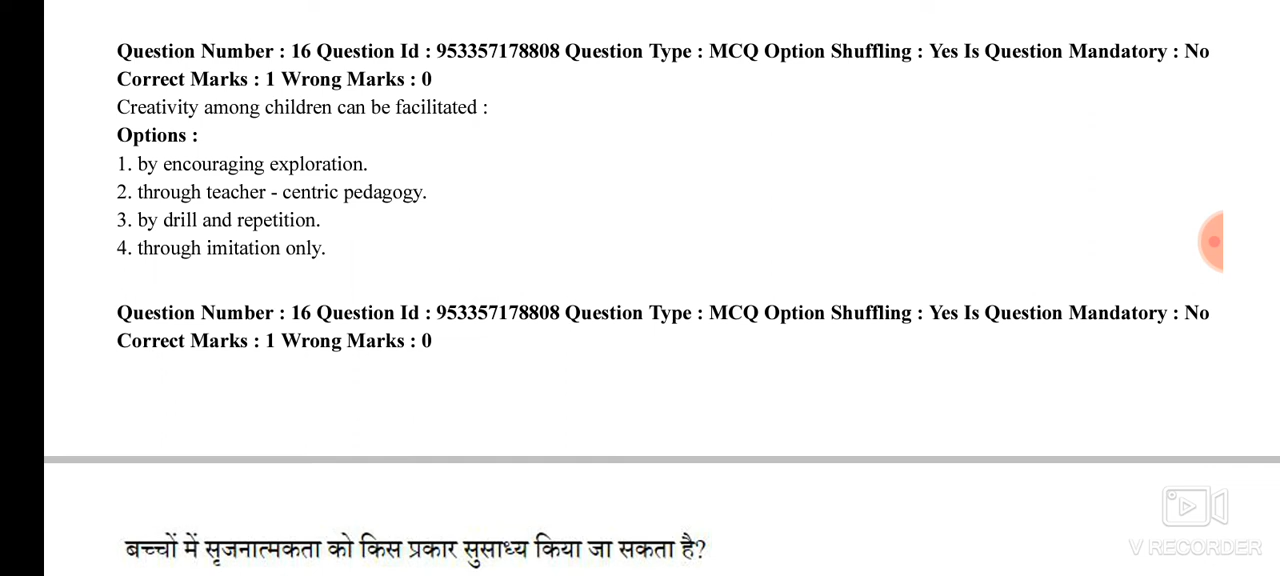 Question Number : 16 Question Id : 953357178808 Question Type : MCQ Option Shuffling : Yes Is Question Mandatory : No
Correct Marks : 1 Wrong Marks : 0
Creativity among children can be facilitated :
Options :
1. by encouraging exploration.
2. through teacher - centric pedagogy.
3. by drill and repetition.
4. through imitation only.
Question Number : 16 Question Id : 953357178808 Question Type : MCQ Option Shuffling : Yes Is Question Mandatory : No
Correct Marks : 1 Wrong Marks : 0
बच्चों में सृजनात्मकता को किस प्रकार सुसाध्य किया जा सकता है?
V RECORDER